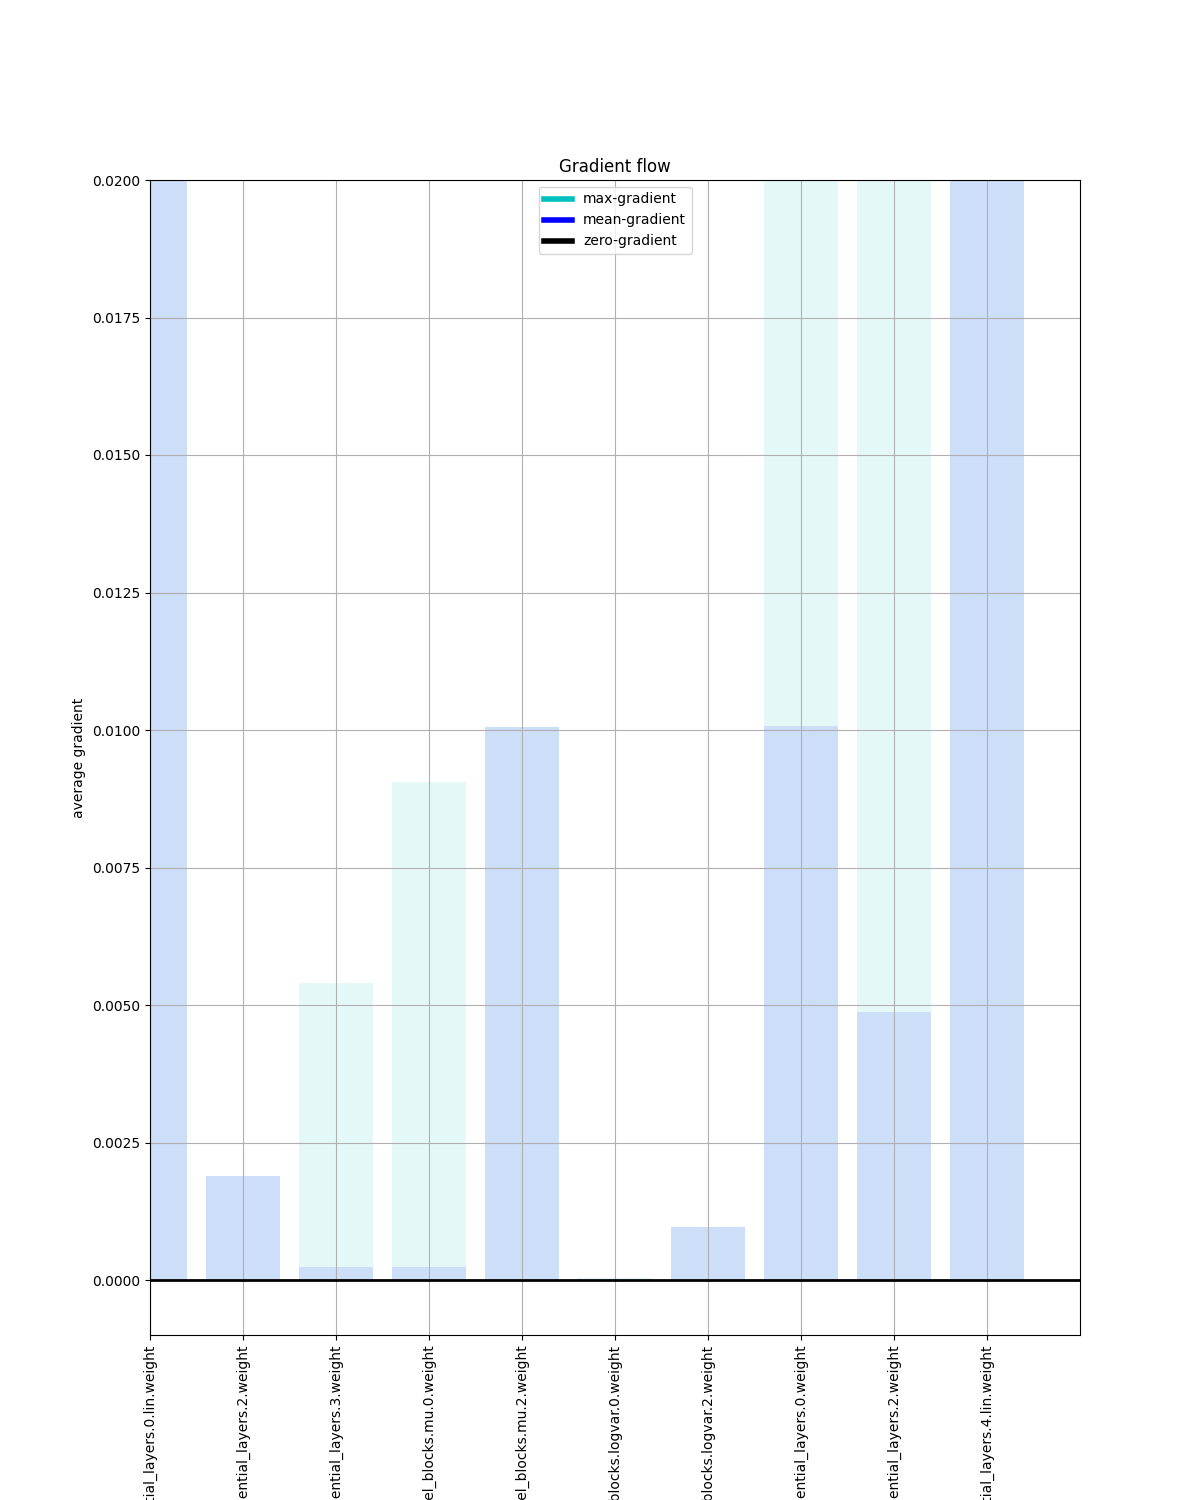 Gradient flow
max-gradient
mean-gradient
zero-gradient
0.0200
0.0175
0.0150
0.0125
0.0100
0.0075
0.0050
0.0025
0.0000
average gradient
tial_layers.0.lin.weight
ential_layers.2.weight
ential_layers.3.weight
el_blocks.mu.0.weight
el_blocks.mu.2.weight
blocks.logvar.0.weight
blocks.logvar.2.weight
ential_layers.0.weight
ential_layers.2.weight
tial_layers.4.lin.weight